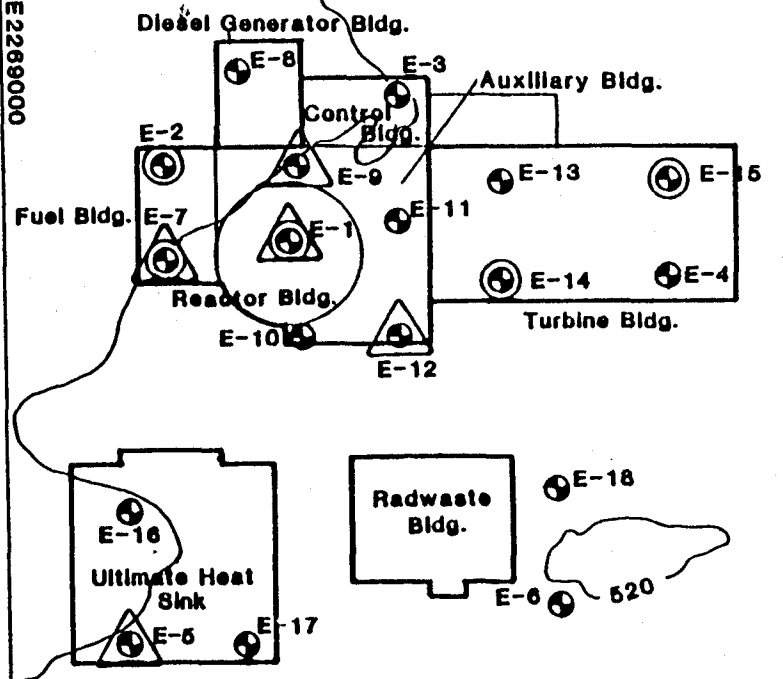 E2269000
Diesel Generator Bldg.
E-8
E-3
Auxiliary Bldg.
Control
Bldg.
E-2
E-9
E-13
E-15
Fuel Bldg.
E-7
E-1
E-11
E-14
E-4
Reactor Bldg.
Turbine Bldg.
E-10
E-12
E-18
Radwaste
Bldg.
E-16
Ultimate Heat
Sink
E-6
520
E-5
E-17